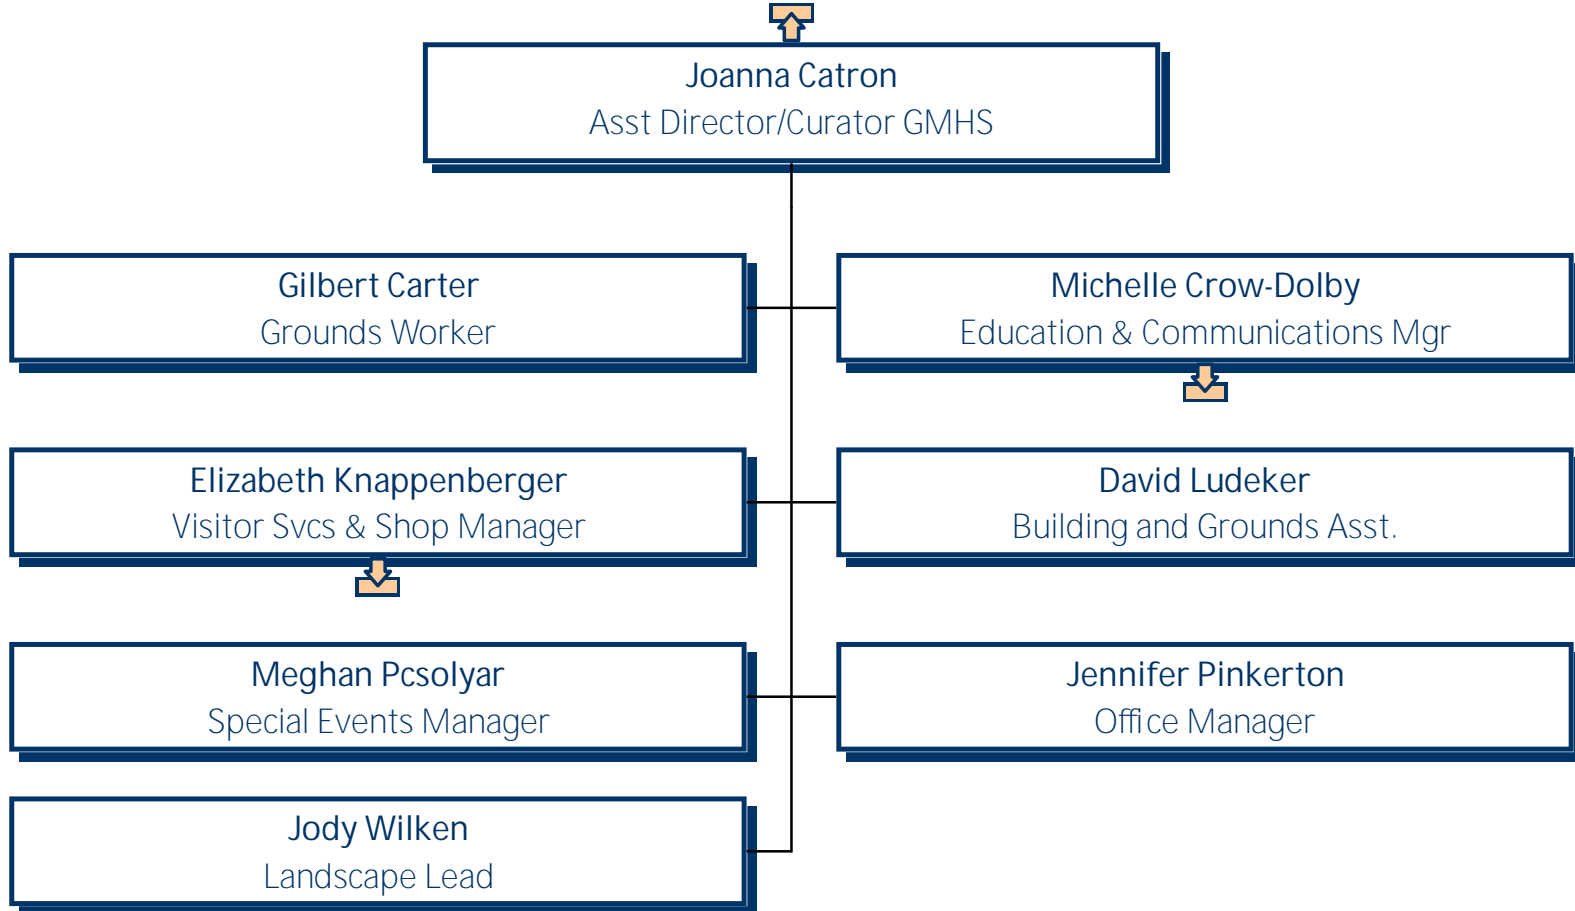 Joanna Catron
Asst Director/Curator GMHS
Gilbert Carter
Grounds Worker
Michelle Crow-Dolby
Education & Communications Mgr
Elizabeth Knappenberger
Visitor Svcs & Shop Manager
David Ludeker
Building and Grounds Asst.
Meghan Pcsolyar
Special Events Manager
Jennifer Pinkerton
Office Manager
Jody Wilken
Landscape Lead